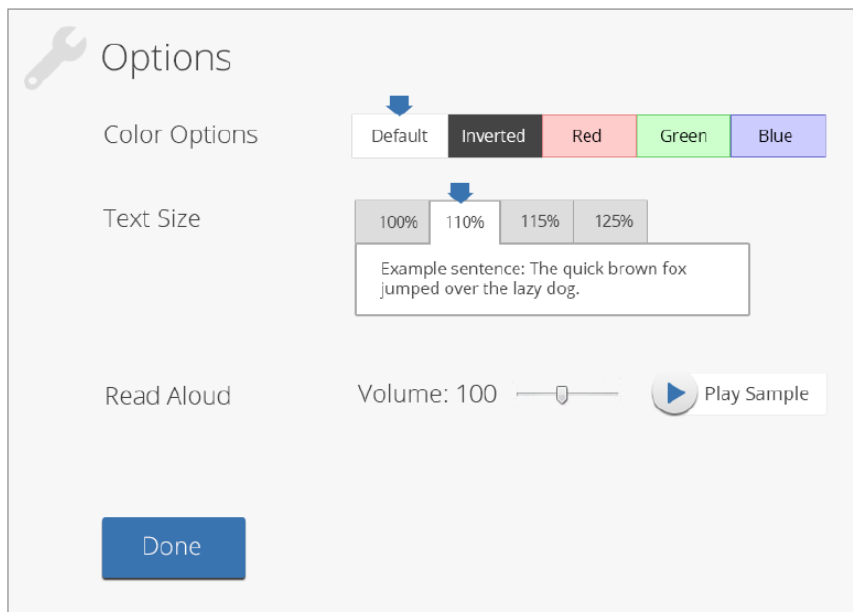 Options
Color Options
Default Inverted Red Green Blue
Text Size
100% 110% 115% 125%
Example sentence: The quick brown fox
jumped over the lazy dog.
Read Aloud Volume: 100 Play Sample
Done